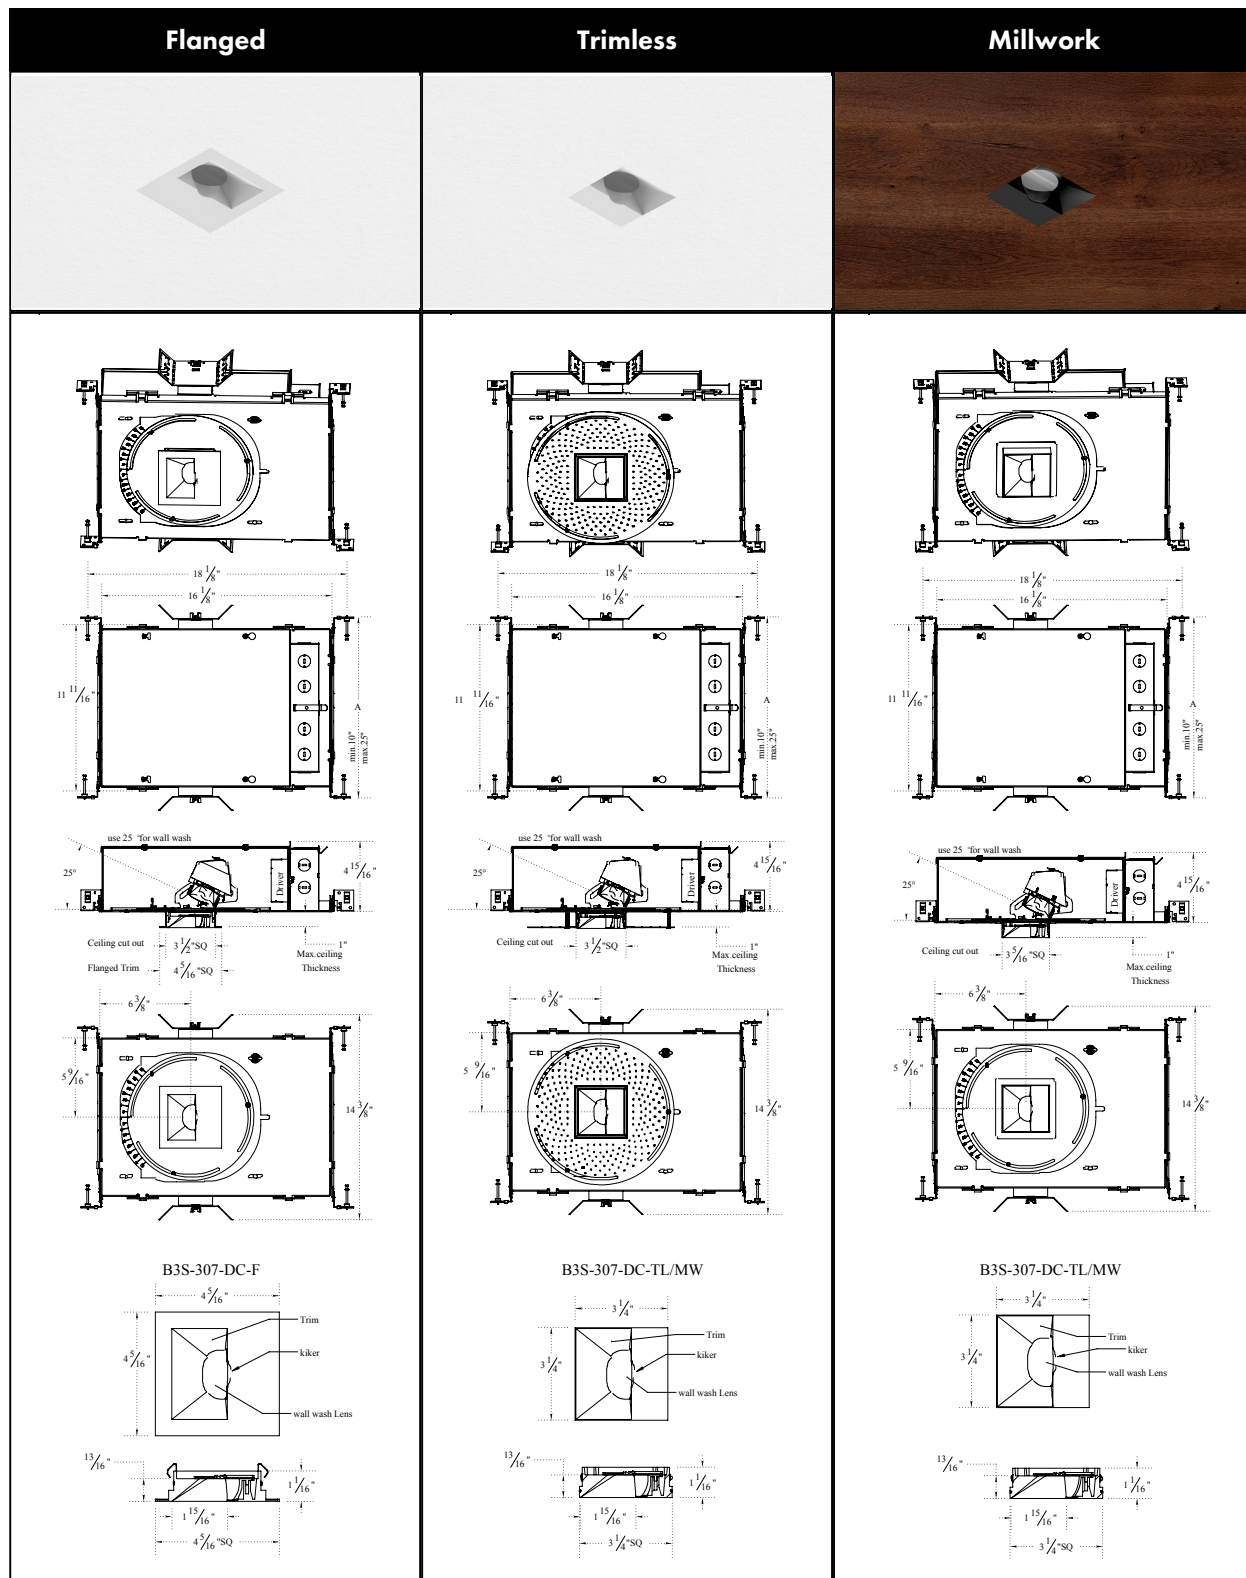 Flanged
Trimless
Millwork
18 1/8"
16 1/8"
11 11/16"
A
min.10"
max.25"
use 25 °for wall wash
25°
Driver
4 15/16"
Ceiling cut out
3 1/2"SQ
Flanged Trim
4 5/16"SQ
1"
Max.ceiling
Thickness
6 3/8"
5 9/16"
14 3/8"
B3S-307-DC-F
4 5/16"
4 5/16"
Trim
kiker
wall wash Lens
13/16"
1 1/16"
1 15/16"
4 5/16"SQ
18 1/8"
16 1/8"
11 11/16"
A
min.10"
max.25"
use 25 °for wall wash
25°
Driver
4 15/16"
Ceiling cut out
3 1/2"SQ
1"
Max.ceiling
Thickness
6 3/8"
5 9/16"
14 3/8"
B3S-307-DC-TL/MW
3 1/4"
3 1/4"
Trim
kiker
wall wash Lens
13/16"
1 1/16"
1 15/16"
3 1/4"SQ
18 1/8"
16 1/8"
11 11/16"
A
min.10"
max.25"
use 25 °for wall wash
25°
Driver
4 15/16"
Ceiling cut out
3 5/16"SQ
1"
Max.ceiling
Thickness
6 3/8"
5 9/16"
14 3/8"
B3S-307-DC-TL/MW
3 1/4"
3 1/4"
Trim
kiker
wall wash Lens
13/16"
1 1/16"
1 15/16"
3 1/4"SQ